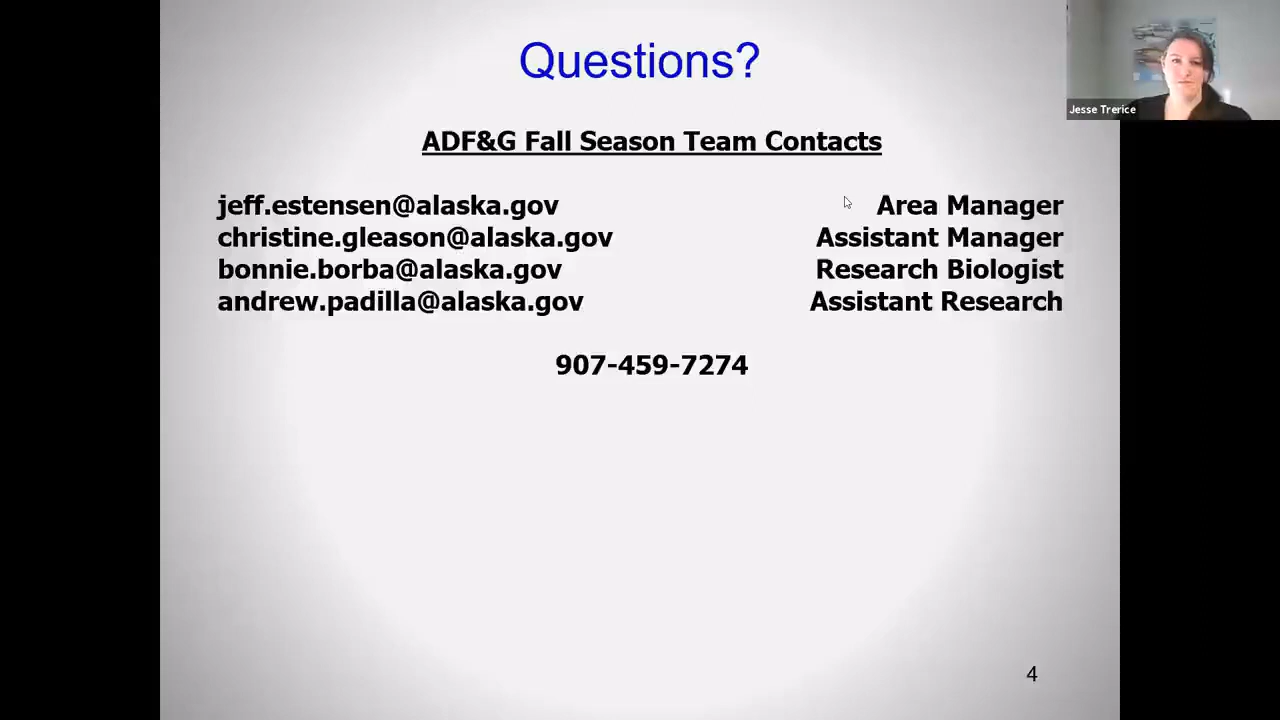 Questions?
Jesse Trerice
ADF&G Fall Season Team Contacts
jeff.estensen@alaska.gov Area Manager
christine.gleason@alaska.gov Assistant Manager
bonnie.borba@alaska.gov Research Biologist
andrew.padilla@alaska.gov Assistant Research
907-459-7274
4